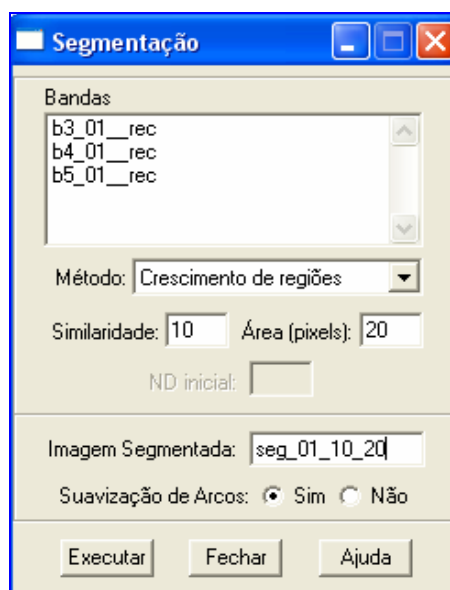 Segmentação
Bandas
b3_01__rec
b4_01__rec
b5_01__rec
Método: Crescimento de regiões
Similaridade: 10 Área (pixels): 20
ND inicial:
Imagem Segmentada: seg_01_10_20
Suavização de Arcos: Sim Não
Executar Fechar Ajuda